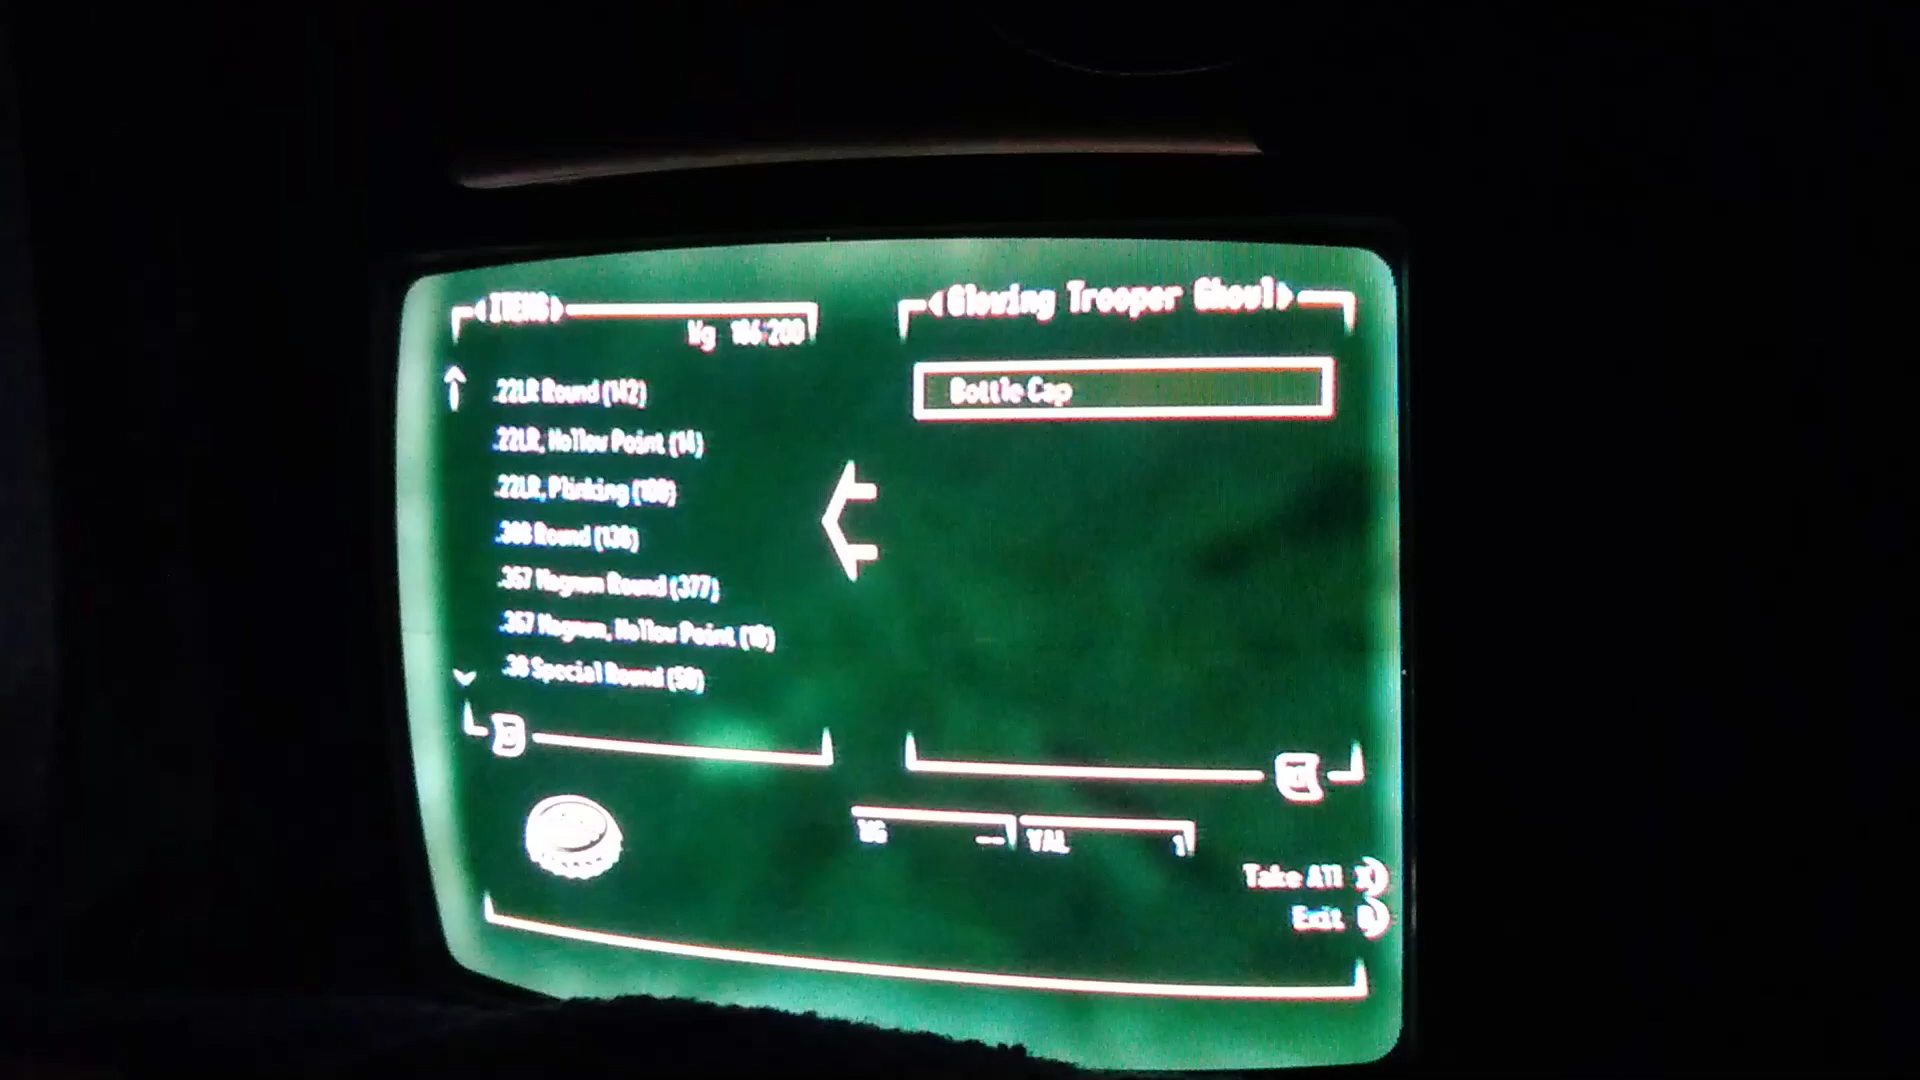 ITEMS
Wg 186/200
.22LR Round (142)
.22LR, Hollow Point (14)
.22LR, Plinking (100)
.308 Round (138)
.357 Magnum Round (377)
.357 Magnum, Hollow Point (18)
.38 Special Round (50)
Glowing Trooper Ghoul
Bottle Cap
WG --
VAL 1
Take All X)
Exit